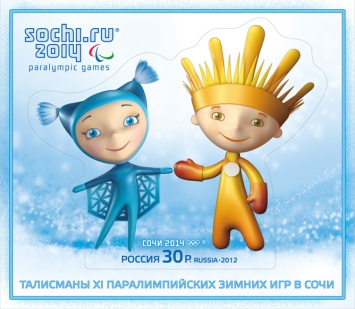 sochi.ru
2014
paralympic games
СОЧИ 2014
РОССИЯ 30 Р. RUSSIA·2012
ТАЛИСМАНЫ XI ПАРАЛИМПИЙСКИХ ЗИМНИХ ИГР В СОЧИ